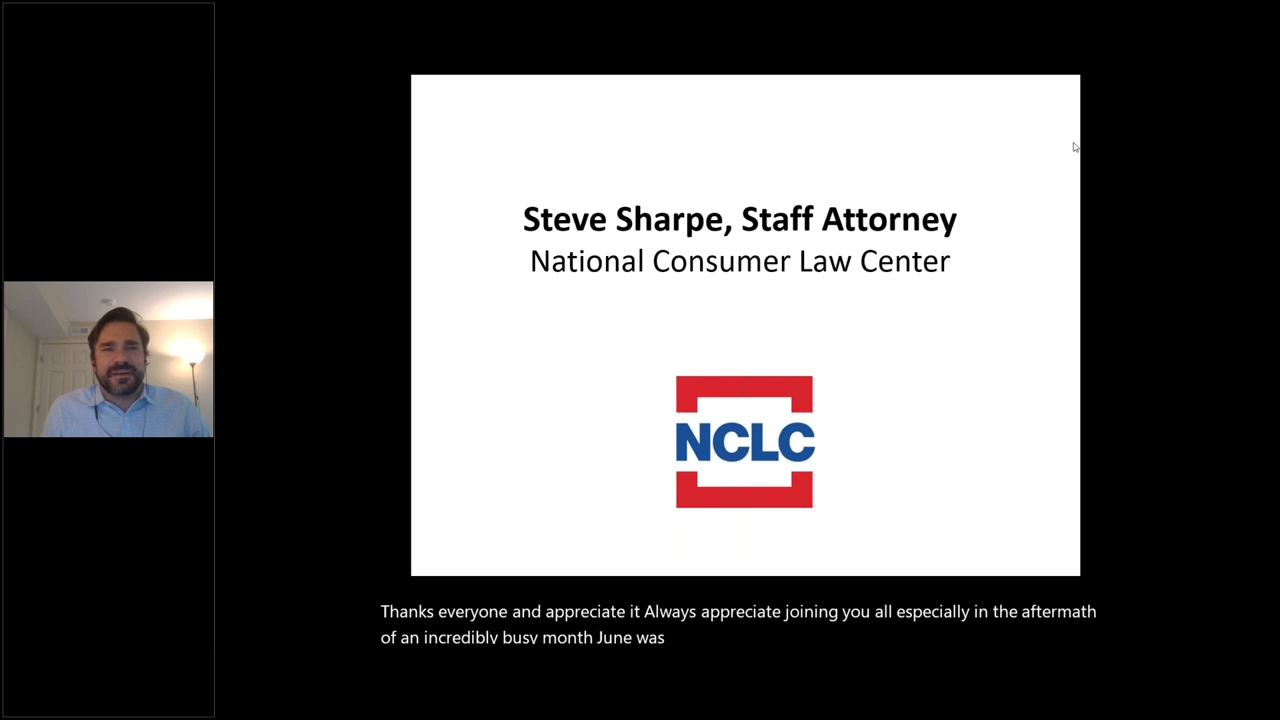 Steve Sharpe, Staff Attorney
National Consumer Law Center
NCLC
Thanks everyone and appreciate it Always appreciate joining you all especially in the aftermath
of an incredibly busy month June was